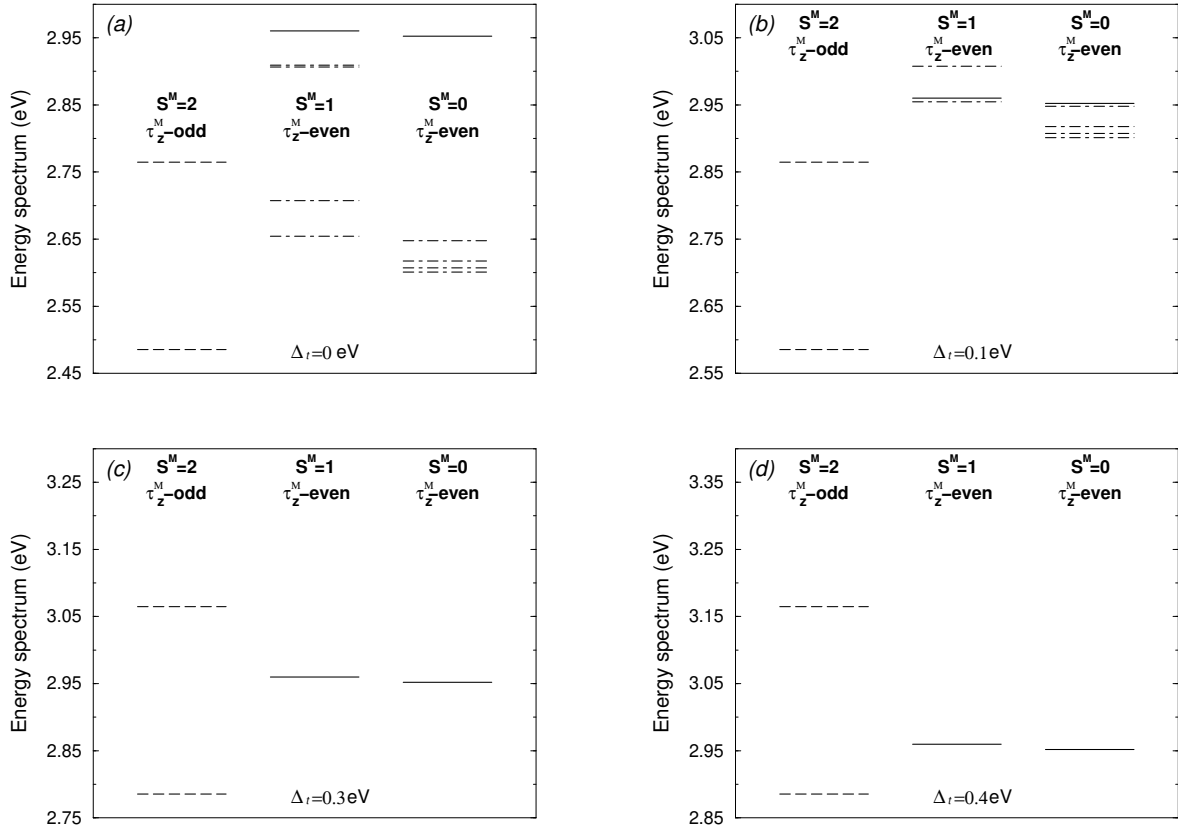 (a)
Energy spectrum (eV)
2.95
2.85
2.75
2.65
2.55
2.45
S^M=2
τ_z^M–odd
S^M=1
τ_z^M–even
S^M=0
τ_z^M–even
Δ_t=0 eV
(b)
Energy spectrum (eV)
3.05
2.95
2.85
2.75
2.65
2.55
S^M=2
τ_z^M–odd
S^M=1
τ_z^M–even
S^M=0
τ_z^M–even
Δ_t=0.1eV
(c)
Energy spectrum (eV)
3.25
3.15
3.05
2.95
2.85
2.75
S^M=2
τ_z^M–odd
S^M=1
τ_z^M–even
S^M=0
τ_z^M–even
Δ_t=0.3eV
(d)
Energy spectrum (eV)
3.35
3.25
3.15
3.05
2.95
2.85
S^M=2
τ_z^M–odd
S^M=1
τ_z^M–even
S^M=0
τ_z^M–even
Δ_t=0.4eV